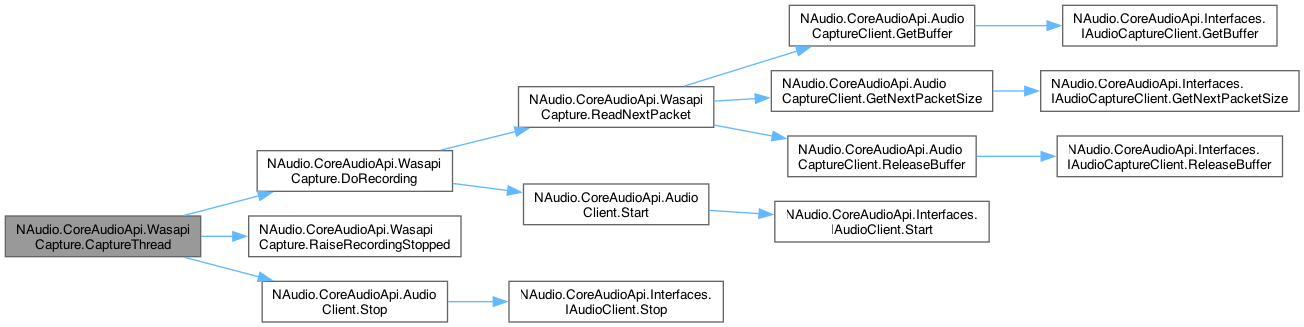 NAudio.CoreAudioApi.Audio
CaptureClient.GetBuffer
NAudio.CoreAudioApi.Interfaces.
IAudioCaptureClient.GetBuffer
NAudio.CoreAudioApi.Audio
CaptureClient.GetNextPacketSize
NAudio.CoreAudioApi.Interfaces.
IAudioCaptureClient.GetNextPacketSize
NAudio.CoreAudioApi.Wasapi
Capture.ReadNextPacket
NAudio.CoreAudioApi.Audio
CaptureClient.ReleaseBuffer
NAudio.CoreAudioApi.Interfaces.
IAudioCaptureClient.ReleaseBuffer
NAudio.CoreAudioApi.Wasapi
Capture.DoRecording
NAudio.CoreAudioApi.Audio
Client.Start
NAudio.CoreAudioApi.Interfaces.
IAudioClient.Start
NAudio.CoreAudioApi.Wasapi
Capture.CaptureThread
NAudio.CoreAudioApi.Wasapi
Capture.RaiseRecordingStopped
NAudio.CoreAudioApi.Audio
Client.Stop
NAudio.CoreAudioApi.Interfaces.
IAudioClient.Stop